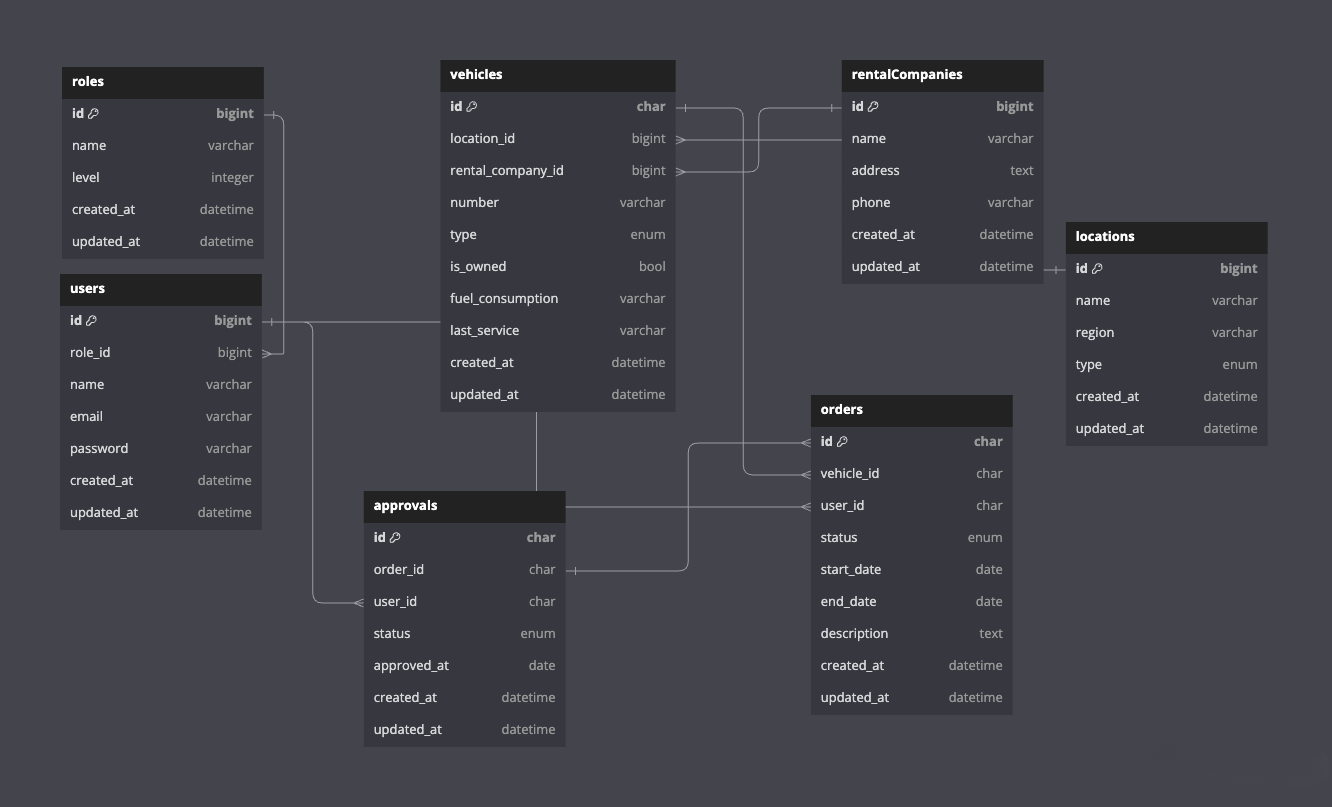 roles
id bigint
name varchar
level integer
created_at datetime
updated_at datetime
users
id bigint
role_id bigint
name varchar
email varchar
password varchar
created_at datetime
updated_at datetime
vehicles
id char
location_id bigint
rental_company_id bigint
number varchar
type enum
is_owned bool
fuel_consumption varchar
last_service varchar
created_at datetime
updated_at datetime
approvals
id char
order_id char
user_id char
status enum
approved_at date
created_at datetime
updated_at datetime
rentalCompanies
id bigint
name varchar
address text
phone varchar
created_at datetime
updated_at datetime
orders
id char
vehicle_id char
user_id char
status enum
start_date date
end_date date
description text
created_at datetime
updated_at datetime
locations
id bigint
name varchar
region varchar
type enum
created_at datetime
updated_at datetime